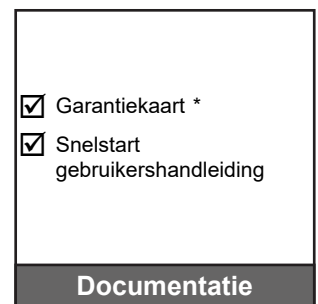 ☑ Garantiekaart *
☑ Snelstart
gebruikershandleiding
Documentatie